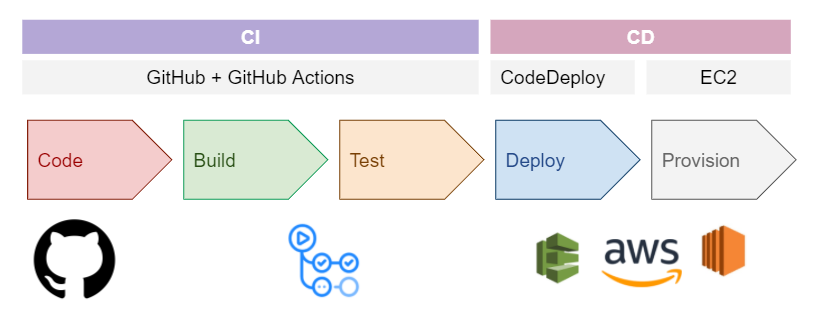 CI
CD
GitHub + GitHub Actions
CodeDeploy
EC2
Code
Build
Test
Deploy
Provision
aws